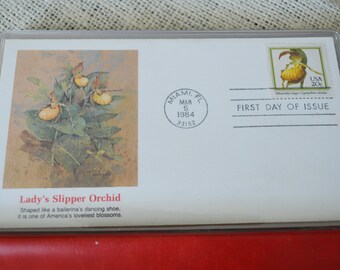 MIAMI, FL
MAR
5
1984
33152
USA
20c
FIRST DAY OF ISSUE
Lady's Slipper Orchid
Shaped like a ballerina's dancing shoe,
it is one of America's loveliest blossoms.